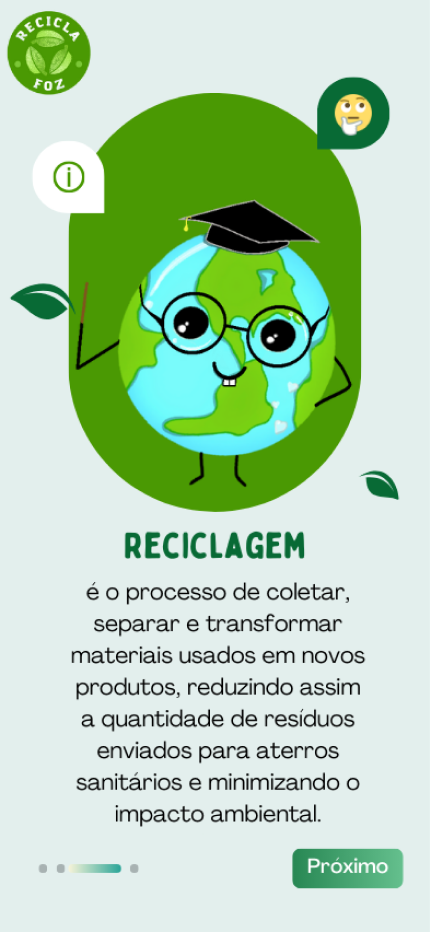 RECICLA
FOZ
RECICLAGEM
é o processo de coletar,
separar e transformar
materiais usados em novos
produtos, reduzindo assim
a quantidade de resíduos
enviados para aterros
sanitários e minimizando o
impacto ambiental.
Próximo